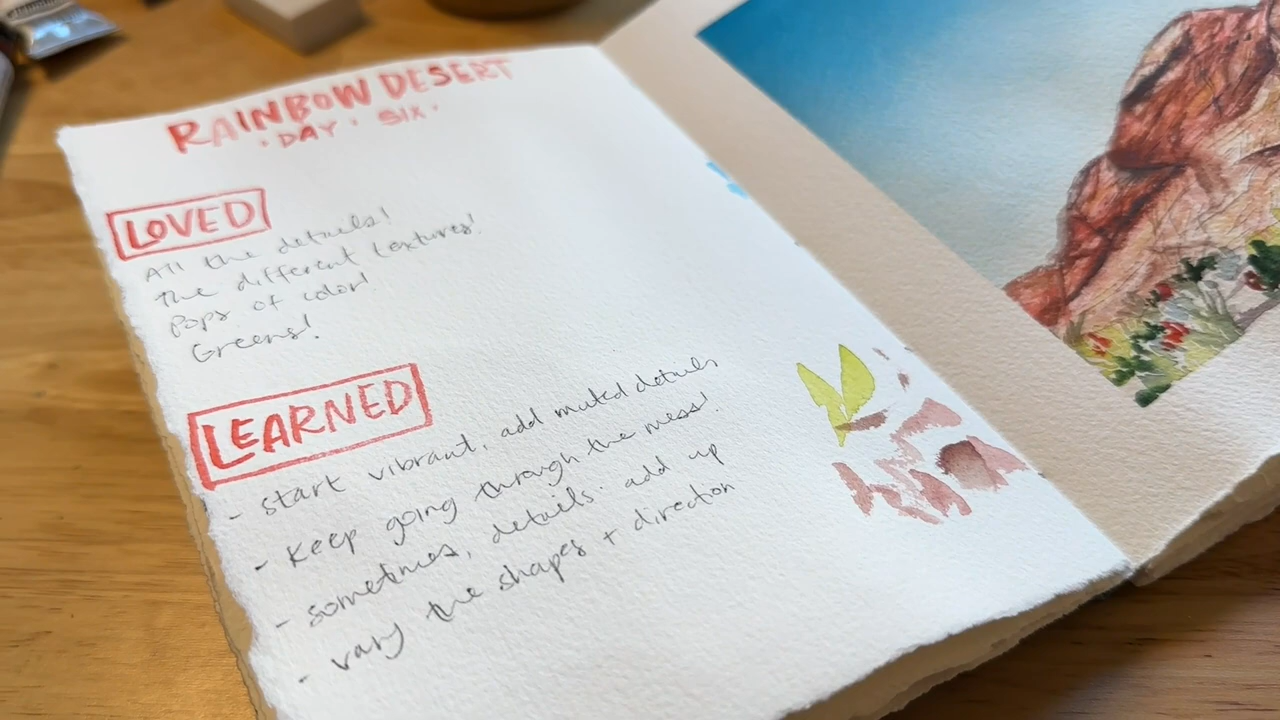 RAINBOW DESERT
· DAY · SIX ·
LOVED
All the details!
The different textures!
Pops of color!
Greens!
LEARNED
- start vibrant, add muted details
- Keep going through the mess!
- sometimes, details add up
- vary the shapes + direction